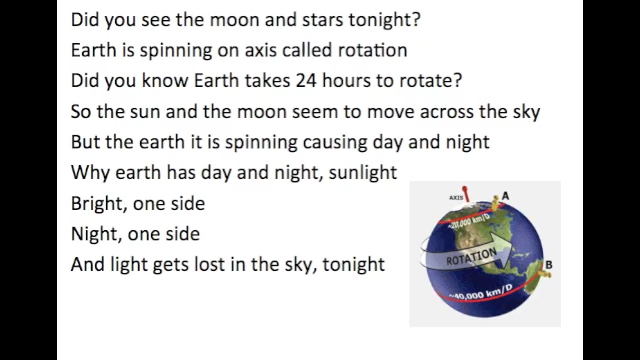 Did you see the moon and stars tonight?
Earth is spinning on axis called rotation
Did you know Earth takes 24 hours to rotate?
So the sun and the moon seem to move across the sky
But the earth it is spinning causing day and night
Why earth has day and night, sunlight
Bright, one side
Night, one side
And light gets lost in the sky, tonight
AXIS
A
ROTATION
B
~40,000 km/D